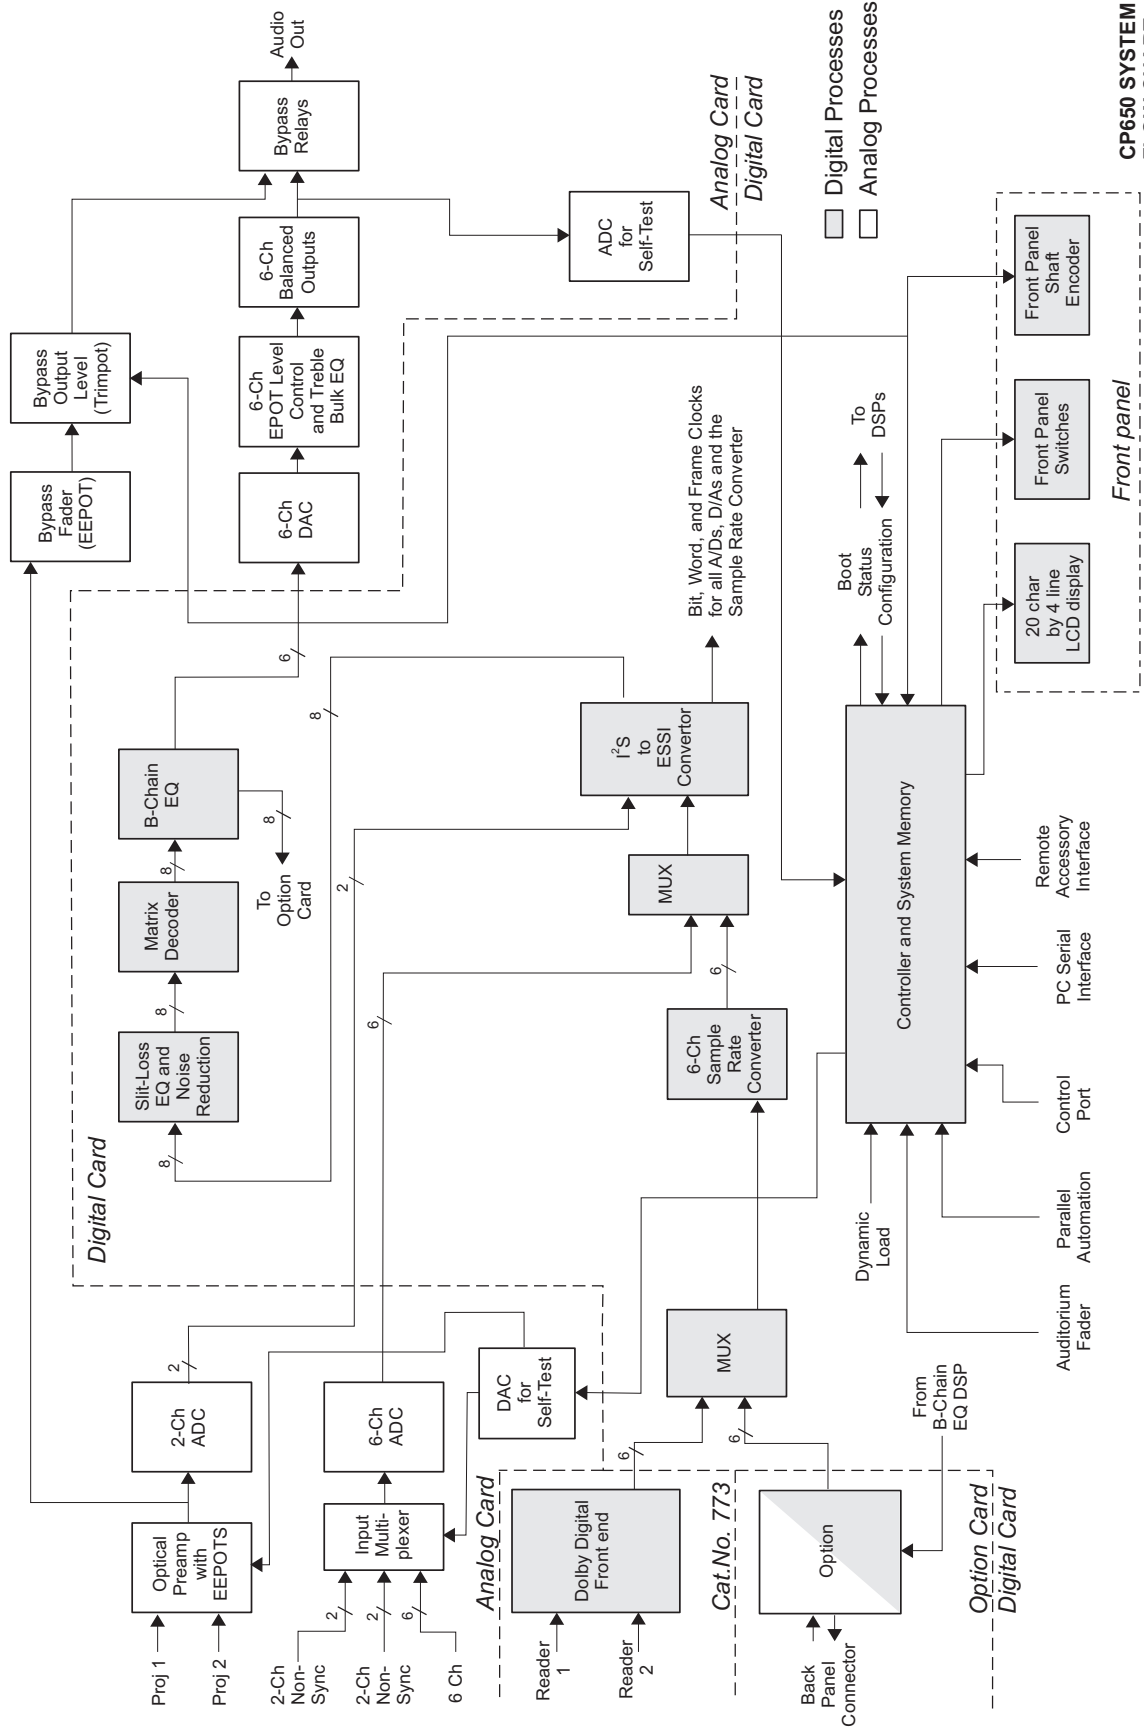 Proj 1
Proj 2
Optical
Preamp
with
EEPOTS
2-Ch
ADC
2
Bypass
Fader
(EEPOT)
Bypass
Output
Level
(Trimpot)
Bypass
Relays
Audio
Out
2-Ch
Non-
Sync
2-Ch
Non-
Sync
6 Ch
2
2
6
Input
Multi-
plexer
6-Ch
ADC
DAC
for
Self-Test
Analog Card
Digital Card
8
Slit-Loss
EQ and
Noise
Reduction
8
Matrix
Decoder
8
B-Chain
EQ
8
To
Option
Card
6
6-Ch
DAC
6-Ch
EPOT Level
Control
and Treble
Bulk EQ
6-Ch
Balanced
Outputs
ADC
for
Self-Test
Analog Card
Digital Card
8
2
6
Reader
1
Reader
2
Dolby Digital
Front end
6
Cat.No. 773
Back
Panel
Connector
Option
6
From
B-Chain
EQ DSP
Option Card
Digital Card
MUX
6-Ch
Sample
Rate
Converter
6
MUX
I²S
to
ESSI
Convertor
Bit, Word, and Frame Clocks
for all A/Ds, D/As and the
Sample Rate Converter
Dynamic
Load
Auditorium
Fader
Parallel
Automation
Control
Port
PC Serial
Interface
Remote
Accessory
Interface
Controller and System Memory
Boot
Status
Configuration
To
DSPs
20 char
by 4 line
LCD display
Front Panel
Switches
Front Panel
Shaft
Encoder
Front panel
Digital Processes
Analog Processes
CP650 SYSTEM